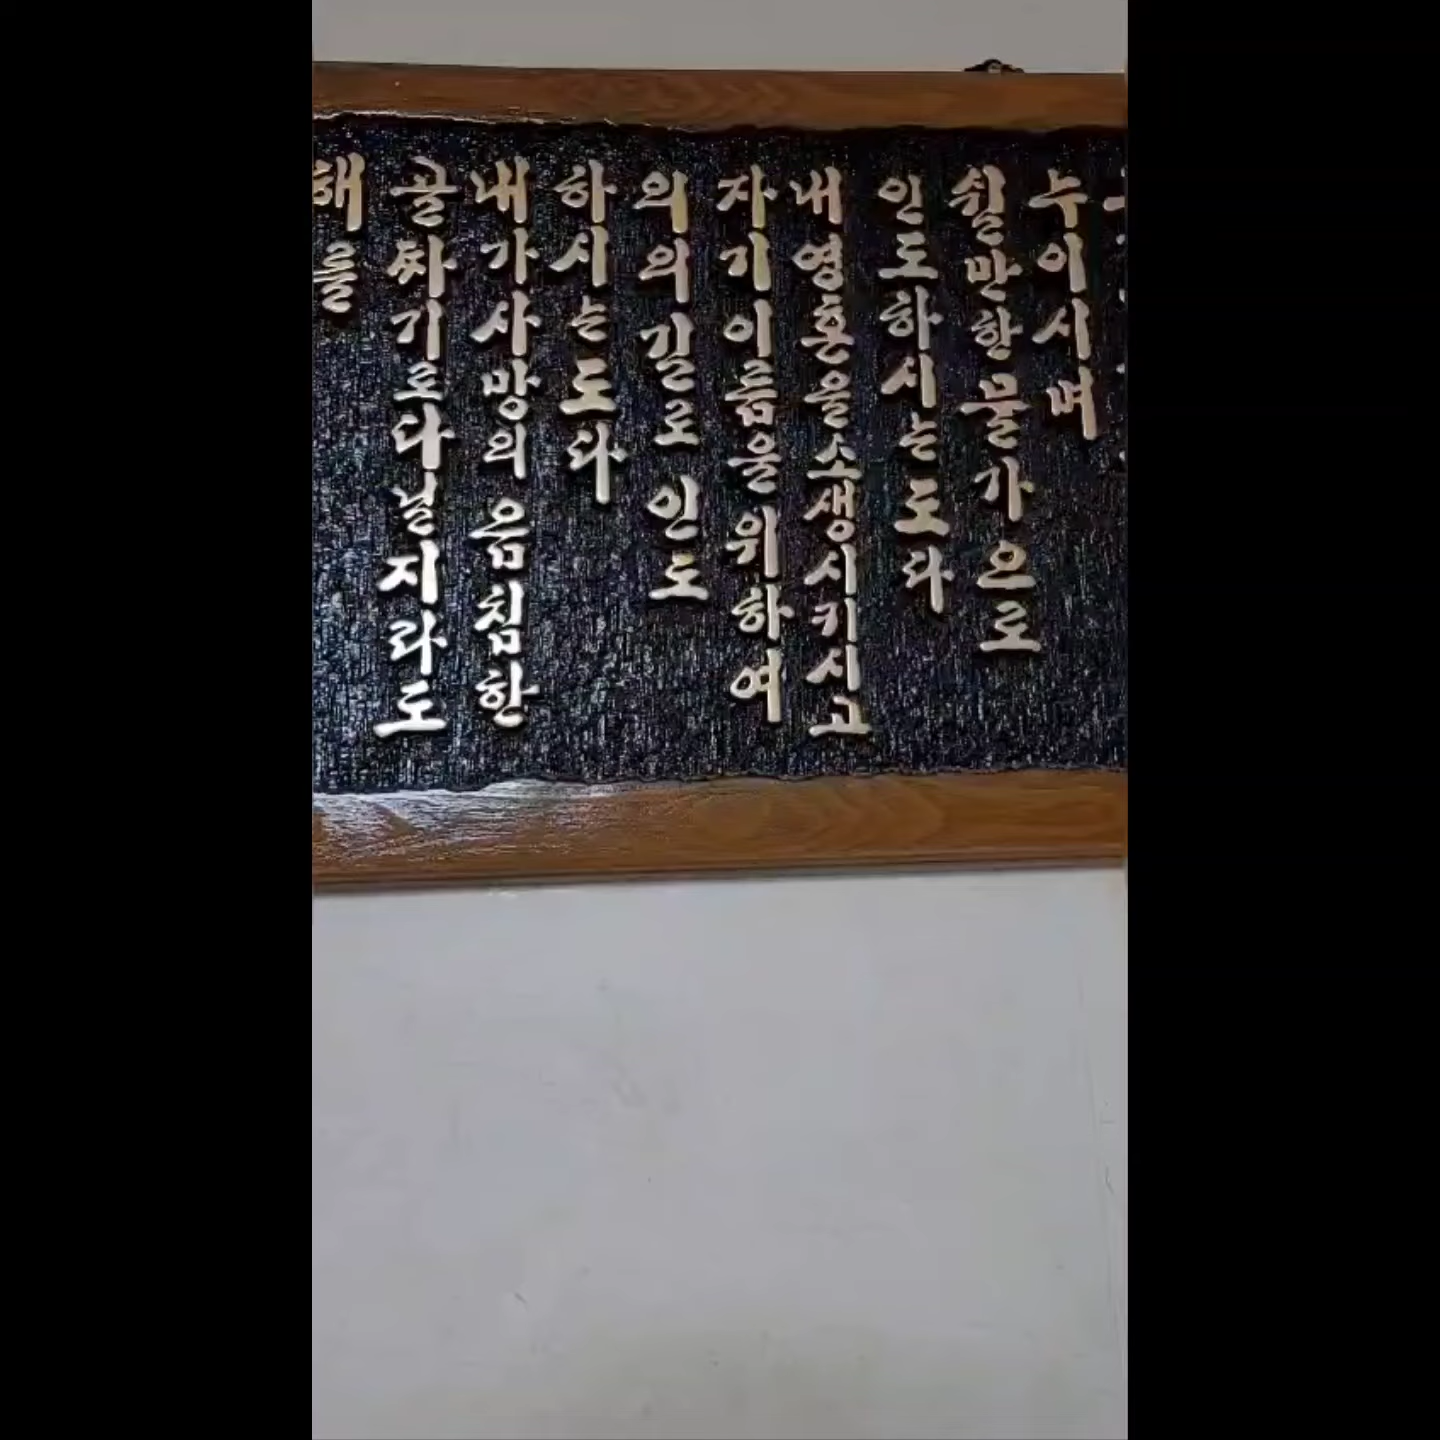 누이시며
쉴만한 물가으로
인도하시는도다
내영혼을소생시키시고
자기이름을 위하여
의의길로 인도
하시는도다
내가사망의 음침한
골짜기로다닐지라도
해를